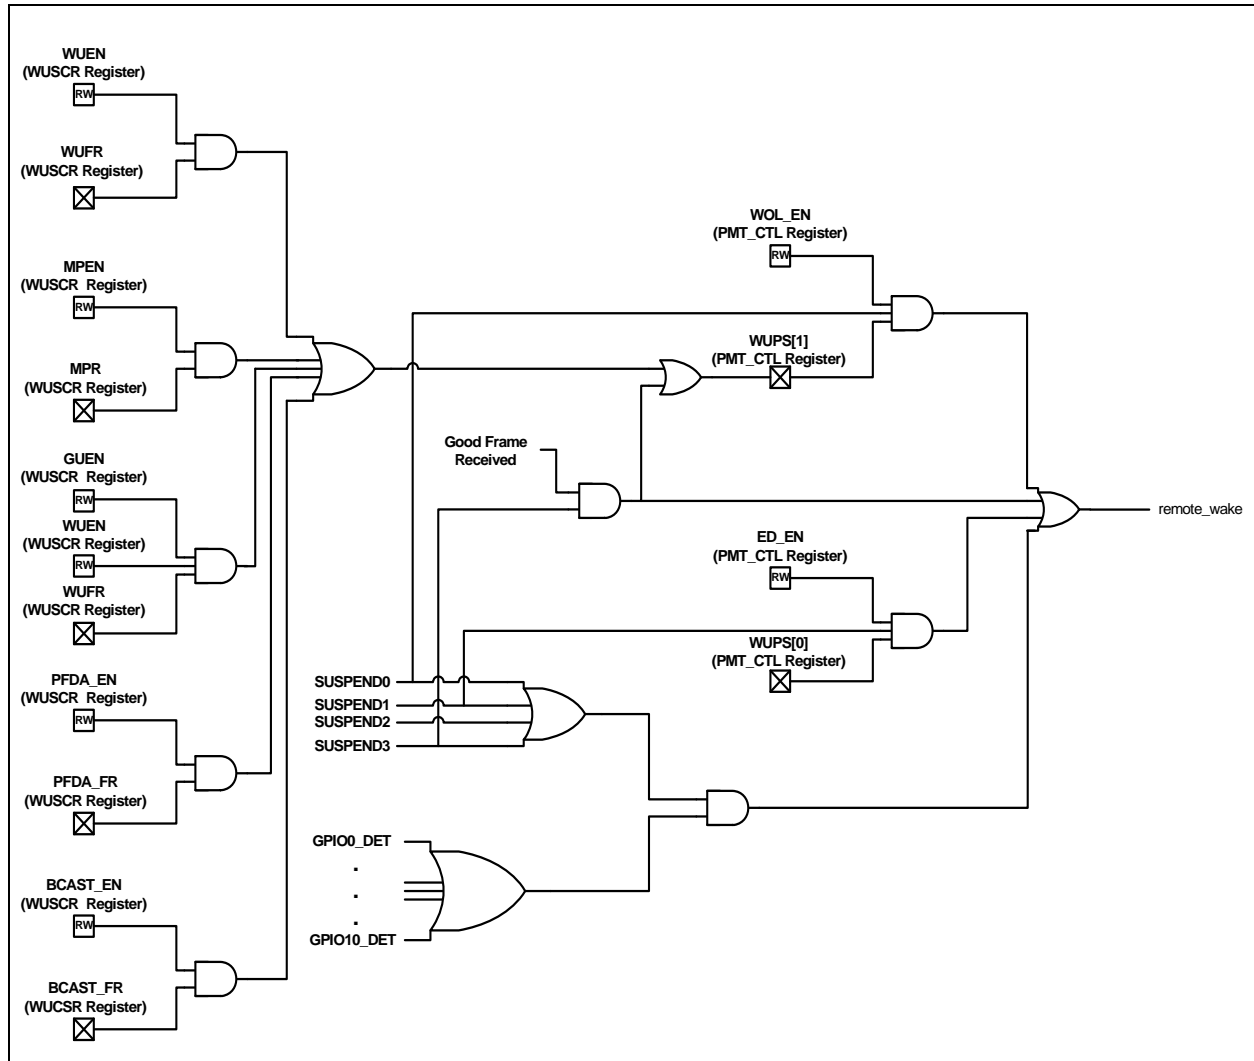 WUEN
(WUSCR Register)
RW
WUFR
(WUSCR Register)
MPEN
(WUSCR Register)
RW
MPR
(WUSCR Register)
GUEN
(WUSCR Register)
RW
WUEN
(WUSCR Register)
RW
WUFR
(WUSCR Register)
PFDA_EN
(WUSCR Register)
RW
PFDA_FR
(WUSCR Register)
BCAST_EN
(WUSCR Register)
RW
BCAST_FR
(WUCSR Register)
SUSPEND0
SUSPEND1
SUSPEND2
SUSPEND3
GPIO0_DET
.
.
.
GPIO10_DET
Good Frame
Received
WOL_EN
(PMT_CTL Register)
RW
WUPS[1]
(PMT_CTL Register)
ED_EN
(PMT_CTL Register)
RW
WUPS[0]
(PMT_CTL Register)
remote_wake